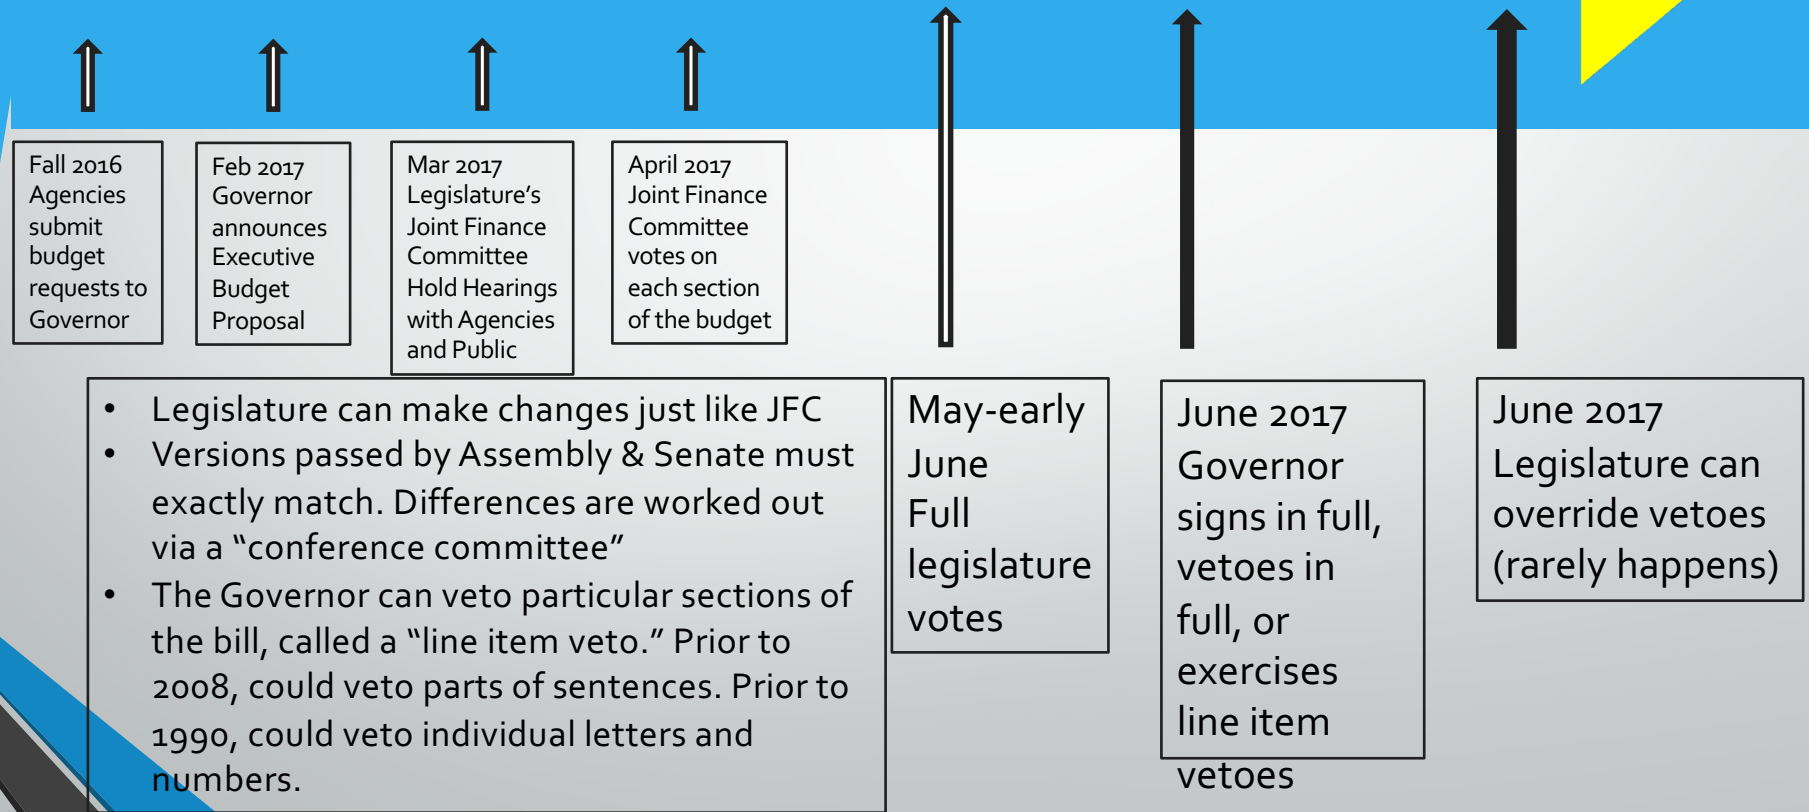 Fall 2016
Agencies
submit
budget
requests to
Governor
Feb 2017
Governor
announces
Executive
Budget
Proposal
Mar 2017
Legislature’s
Joint Finance
Committee
Hold Hearings
with Agencies
and Public
April 2017
Joint Finance
Committee
votes on
each section
of the budget
• Legislature can make changes just like JFC
• Versions passed by Assembly & Senate must
exactly match. Differences are worked out
via a “conference committee”
• The Governor can veto particular sections of
the bill, called a “line item veto.” Prior to
2008, could veto parts of sentences. Prior to
1990, could veto individual letters and
numbers.
May-early
June
Full
legislature
votes
June 2017
Governor
signs in full,
vetoes in
full, or
exercises
line item
vetoes
June 2017
Legislature can
override vetoes
(rarely happens)